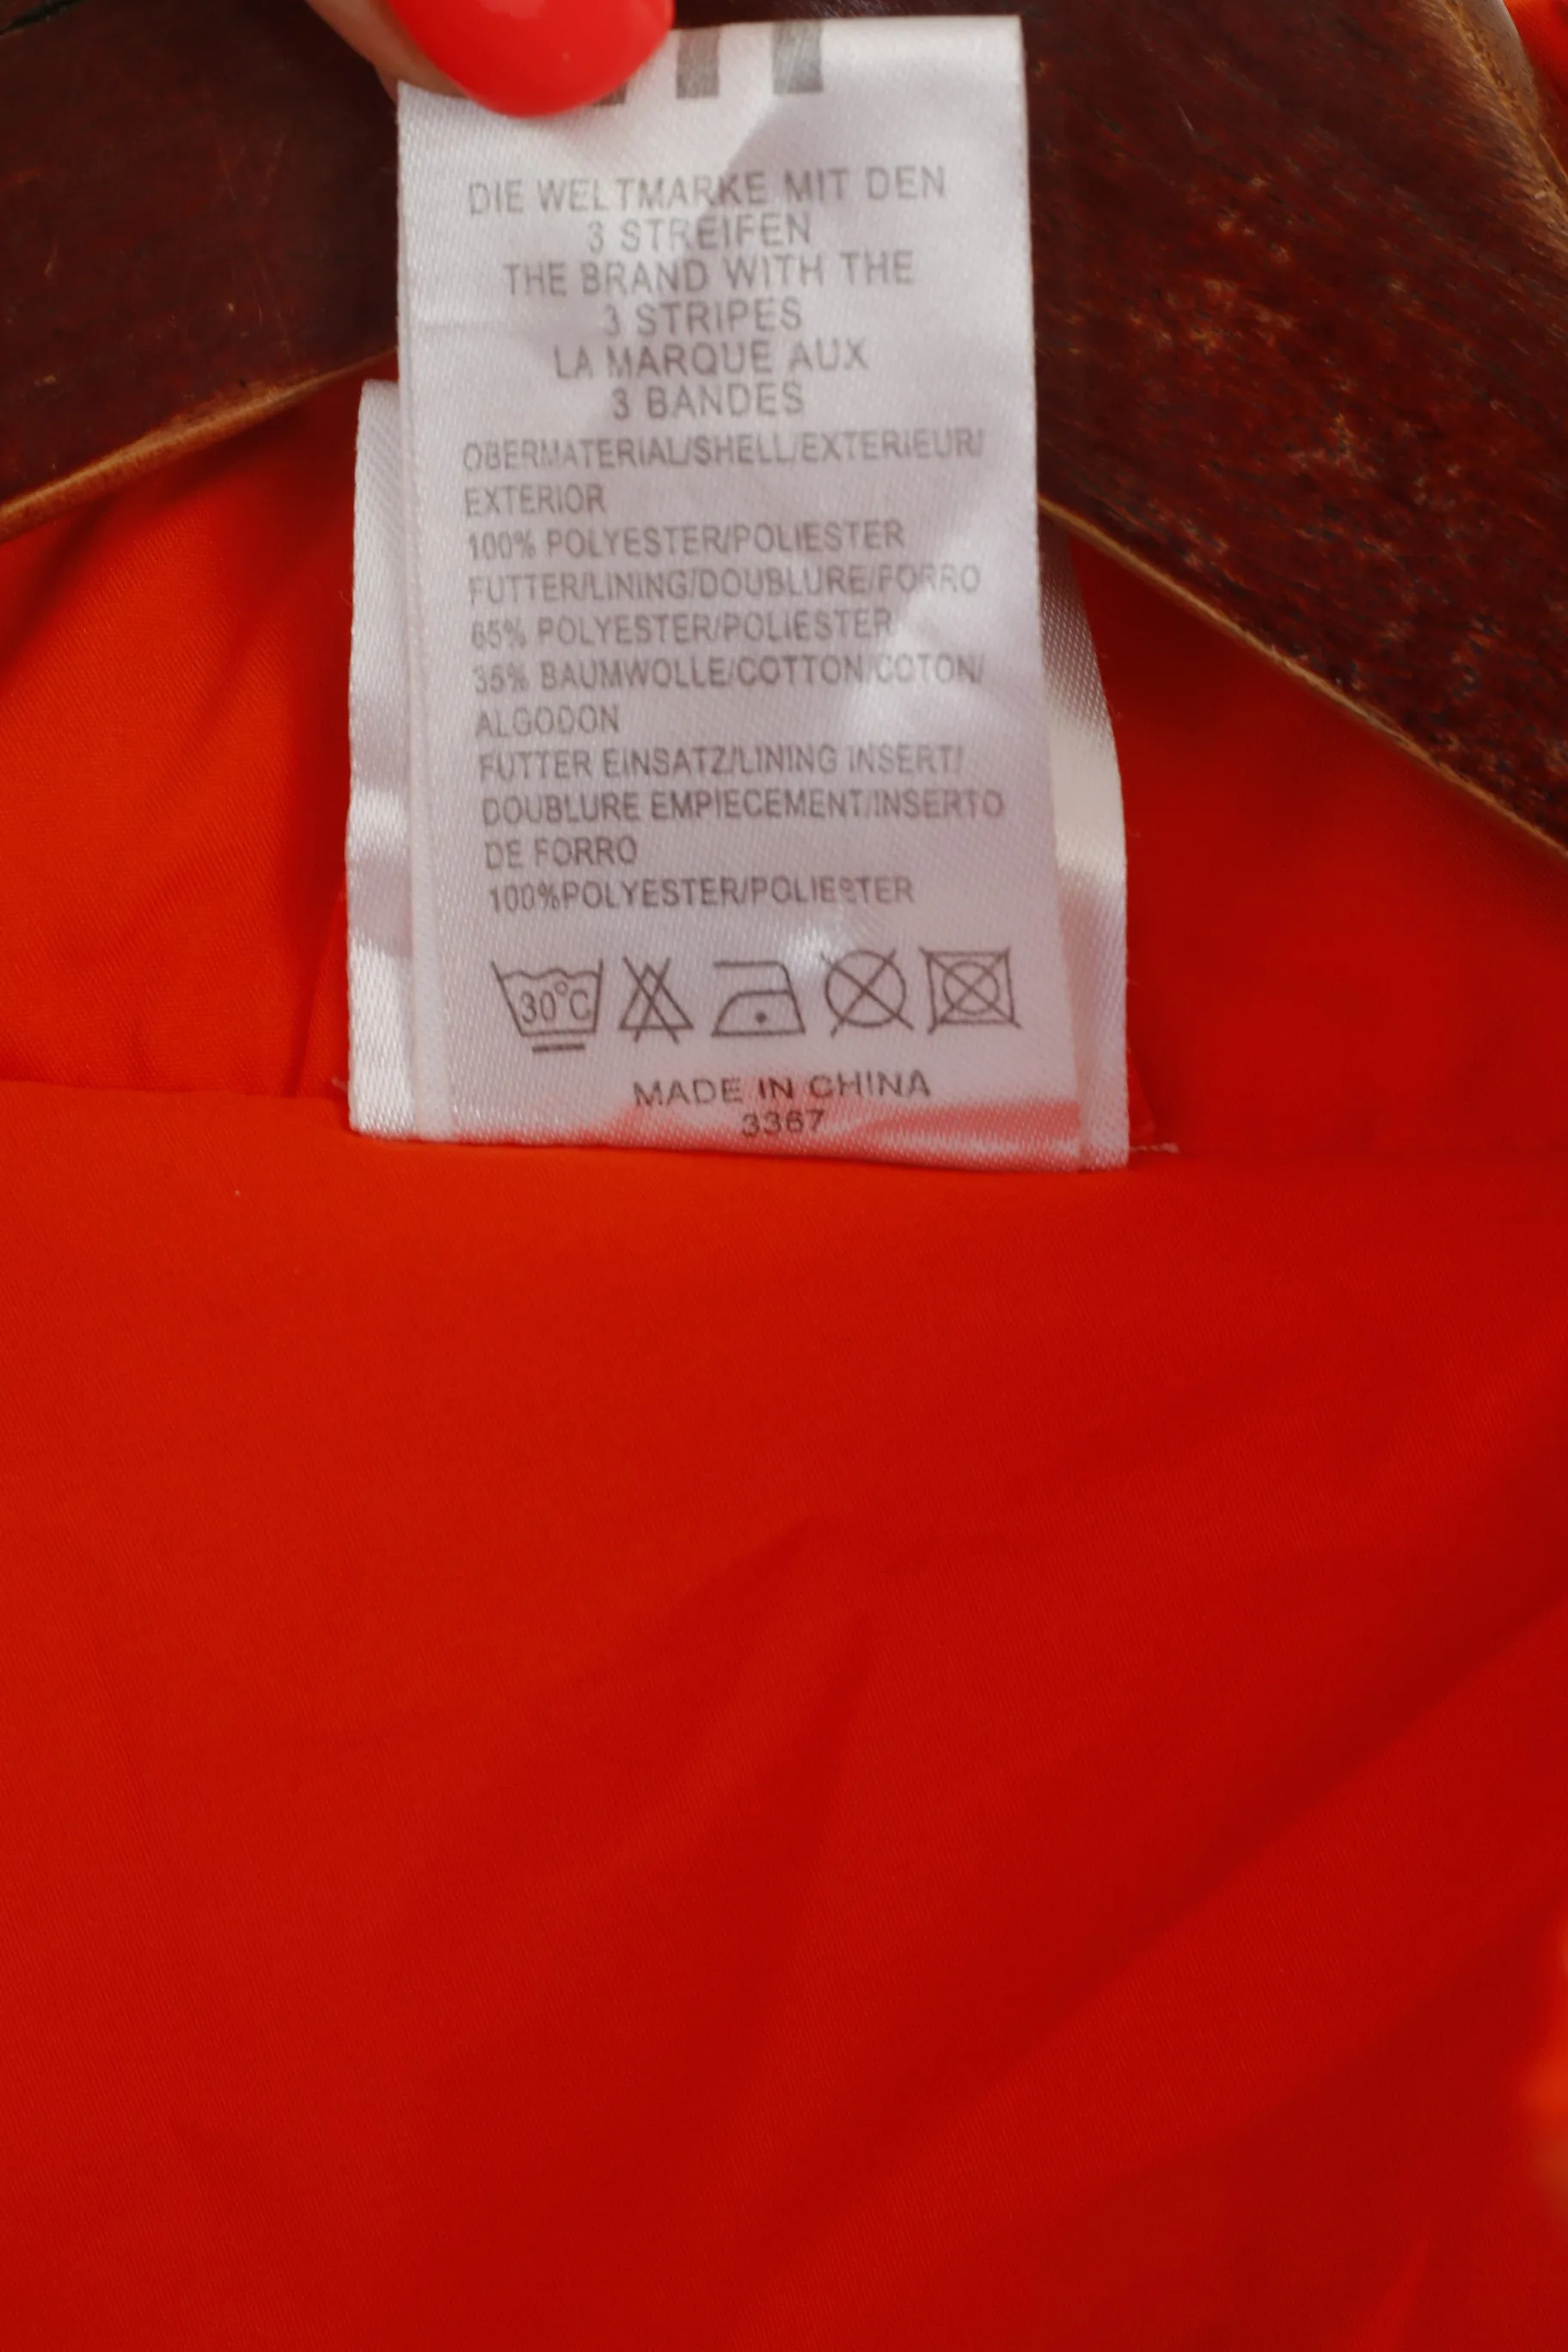 DIE WELTMARKE MIT DEN
3 STREIFEN
THE BRAND WITH THE
3 STRIPES
LA MARQUE AUX
3 BANDES
OBERMATERIAL/SHELL/EXTERIEUR/
EXTERIOR
100% POLYESTER/POLIESTER
FUTTER/LINING/DOUBLURE/FORRO
65% POLYESTER/POLIESTER
35% BAUMWOLLE/COTTON/COTON/
ALGODON
FUTTER EINSATZ/LINING INSERT/
DOUBLURE EMPIECEMENT/INSERTO
DE FORRO
100%POLYESTER/POLIESTER
30°C
MADE IN CHINA
3367